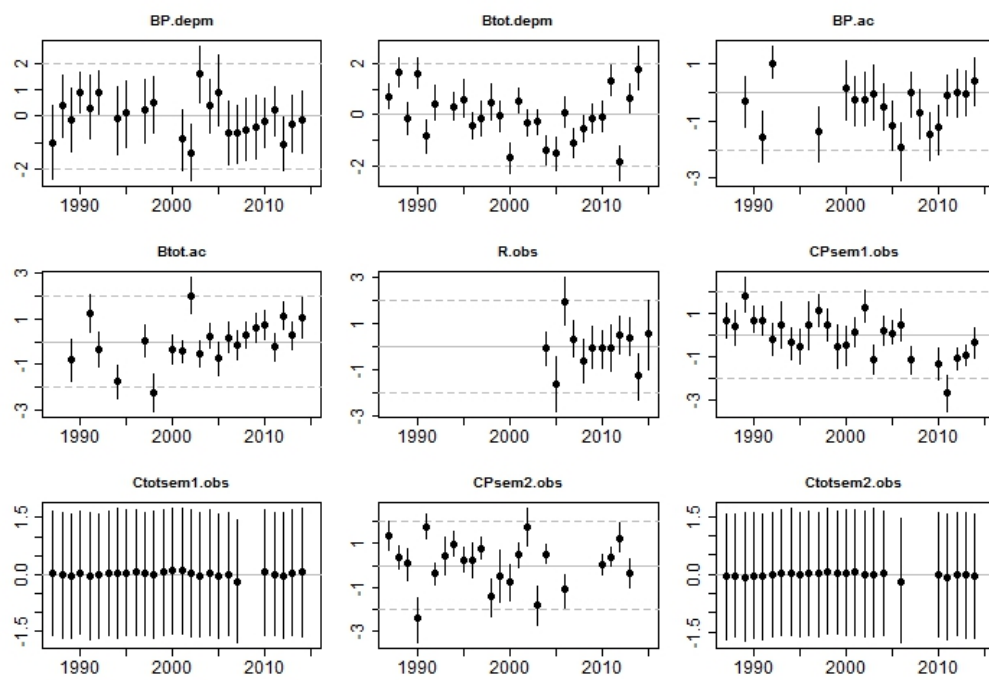 BP.depm Btot.depm BP.ac
2 2 1
1
0 0 -1
-2 -2 -3
1990 2000 2010 1990 2000 2010 1990 2000 2010
Btot.ac R.obs CPsem1.obs
3 3
1 1 1
-1 -1 -1
-3 -3 -3
1990 2000 2010 1990 2000 2010 1990 2000 2010
Ctotsem1.obs CPsem2.obs Ctotsem2.obs
1.5 1 1.5
0.0 -1 0.0
-1.5 -3 -1.5
1990 2000 2010 1990 2000 2010 1990 2000 2010